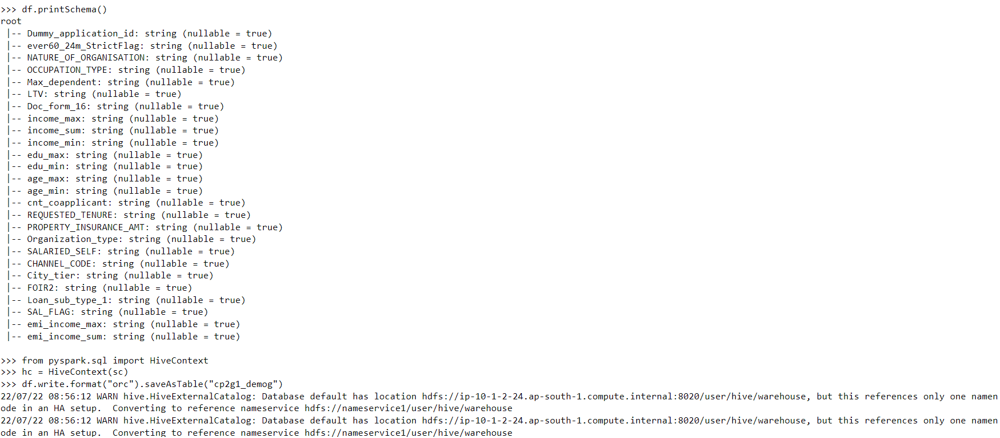 >>> df.printSchema()
root
 |-- Dummy_application_id: string (nullable = true)
 |-- ever60_24m_StrictFlag: string (nullable = true)
 |-- NATURE_OF_ORGANISATION: string (nullable = true)
 |-- OCCUPATION_TYPE: string (nullable = true)
 |-- Max_dependent: string (nullable = true)
 |-- LTV: string (nullable = true)
 |-- Doc_form_16: string (nullable = true)
 |-- income_max: string (nullable = true)
 |-- income_sum: string (nullable = true)
 |-- income_min: string (nullable = true)
 |-- edu_max: string (nullable = true)
 |-- edu_min: string (nullable = true)
 |-- age_max: string (nullable = true)
 |-- age_min: string (nullable = true)
 |-- cnt_coapplicant: string (nullable = true)
 |-- REQUESTED_TENURE: string (nullable = true)
 |-- PROPERTY_INSURANCE_AMT: string (nullable = true)
 |-- Organization_type: string (nullable = true)
 |-- SALARIED_SELF: string (nullable = true)
 |-- CHANNEL_CODE: string (nullable = true)
 |-- City_tier: string (nullable = true)
 |-- FOIR2: string (nullable = true)
 |-- Loan_sub_type_1: string (nullable = true)
 |-- SAL_FLAG: string (nullable = true)
 |-- emi_income_max: string (nullable = true)
 |-- emi_income_sum: string (nullable = true)
>>> from pyspark.sql import HiveContext
>>> hc = HiveContext(sc)
>>> df.write.format("orc").saveAsTable("cp2g1_demog")
22/07/22 08:56:12 WARN hive.HiveExternalCatalog: Database default has location hdfs://ip-10-1-2-24.ap-south-1.compute.internal:8020/user/hive/warehouse, but this references only one namen
ode in an HA setup.  Converting to reference nameservice hdfs://nameservice1/user/hive/warehouse
22/07/22 08:56:12 WARN hive.HiveExternalCatalog: Database default has location hdfs://ip-10-1-2-24.ap-south-1.compute.internal:8020/user/hive/warehouse, but this references only one namen
ode in an HA setup.  Converting to reference nameservice hdfs://nameservice1/user/hive/warehouse